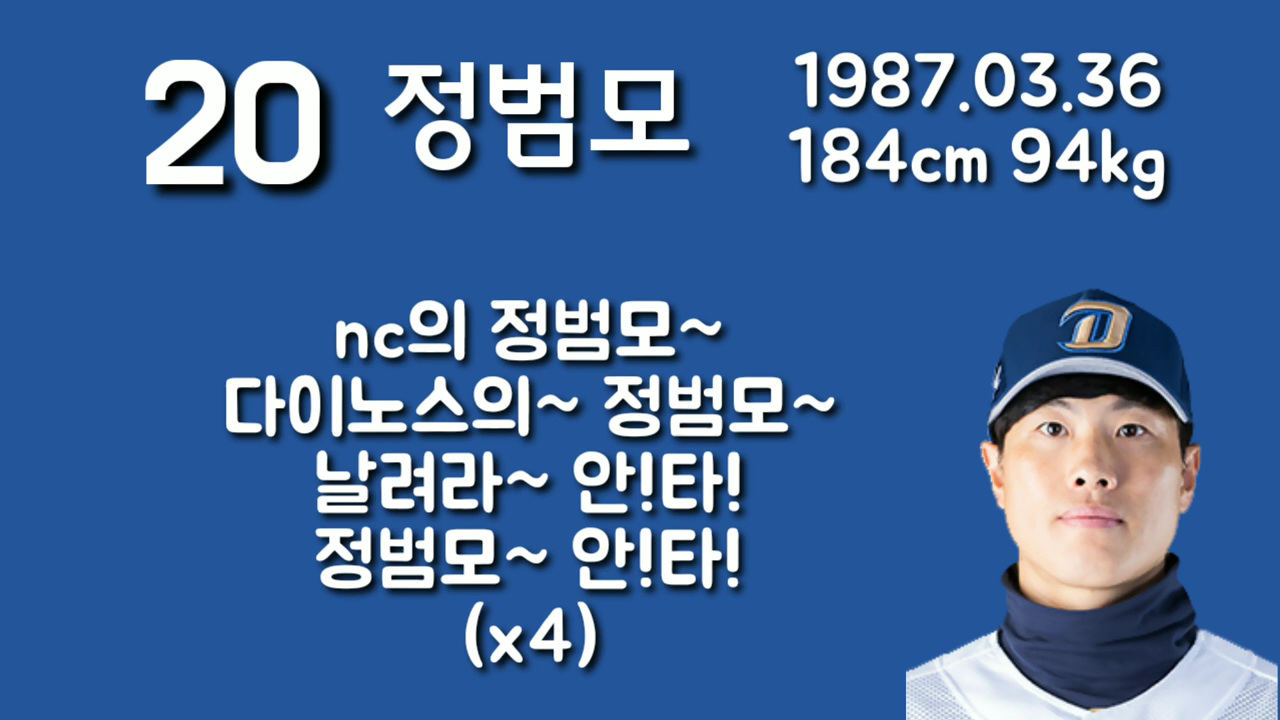 20 정범모
1987.03.36
184cm 94kg
nc의 정범모~
다이노스의~ 정범모~
날려라~ 안!타!
정범모~ 안!타!
(x4)
D